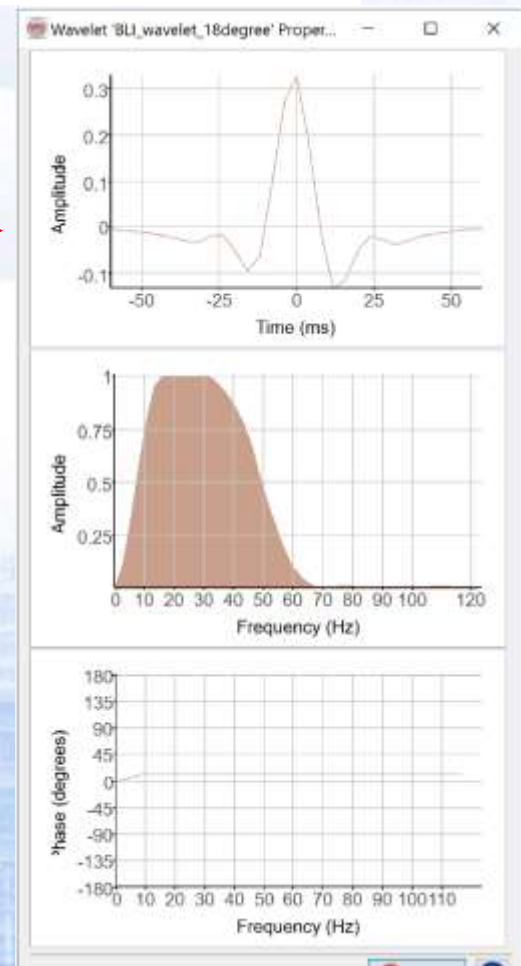 Wavelet 'BLI_wavelet_18degree' Proper...
0.3
0.2
0.1
0
-0.1
Amplitude
-50 -25 0 25 50
Time (ms)
1
0.75
0.5
0.25
Amplitude
0 10 20 30 40 50 60 70 80 90 100 120
Frequency (Hz)
180
135
90
45
0
-45
-90
-135
-180
Phase (degrees)
0 10 20 30 40 50 60 70 80 90 100 110
Frequency (Hz)